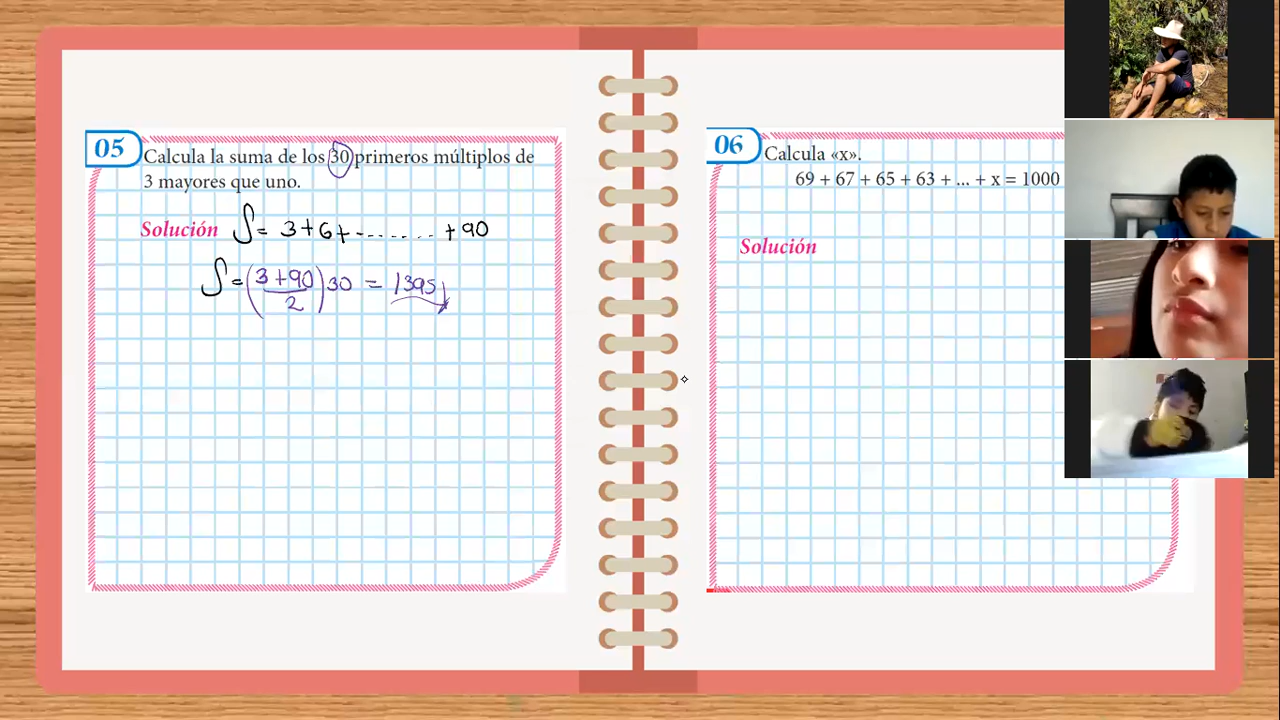 05
Calcula la suma de los 30 primeros múltiplos de
3 mayores que uno.
Solución S= 3+6+........+90
S=(3+90/2)30 = 1395
06
Calcula «x».
69 + 67 + 65 + 63 + ... + x = 1000
Solución